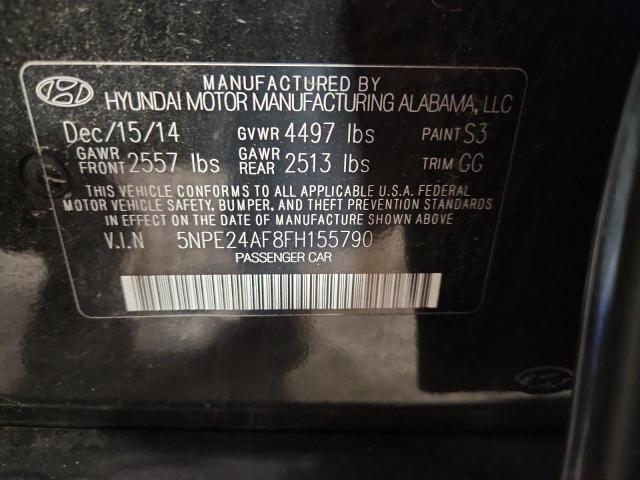 MANUFACTURED BY
HYUNDAI MOTOR MANUFACTURING ALABAMA, LLC
Dec/15/14 GVWR 4497 lbs PAINT S3
GAWR FRONT 2557 lbs GAWR REAR 2513 lbs TRIM GG
THIS VEHICLE CONFORMS TO ALL APPLICABLE U.S.A. FEDERAL
MOTOR VEHICLE SAFETY, BUMPER, AND THEFT PREVENTION STANDARDS
IN EFFECT ON THE DATE OF MANUFACTURE SHOWN ABOVE
V.I.N 5NPE24AF8FH155790
PASSENGER CAR